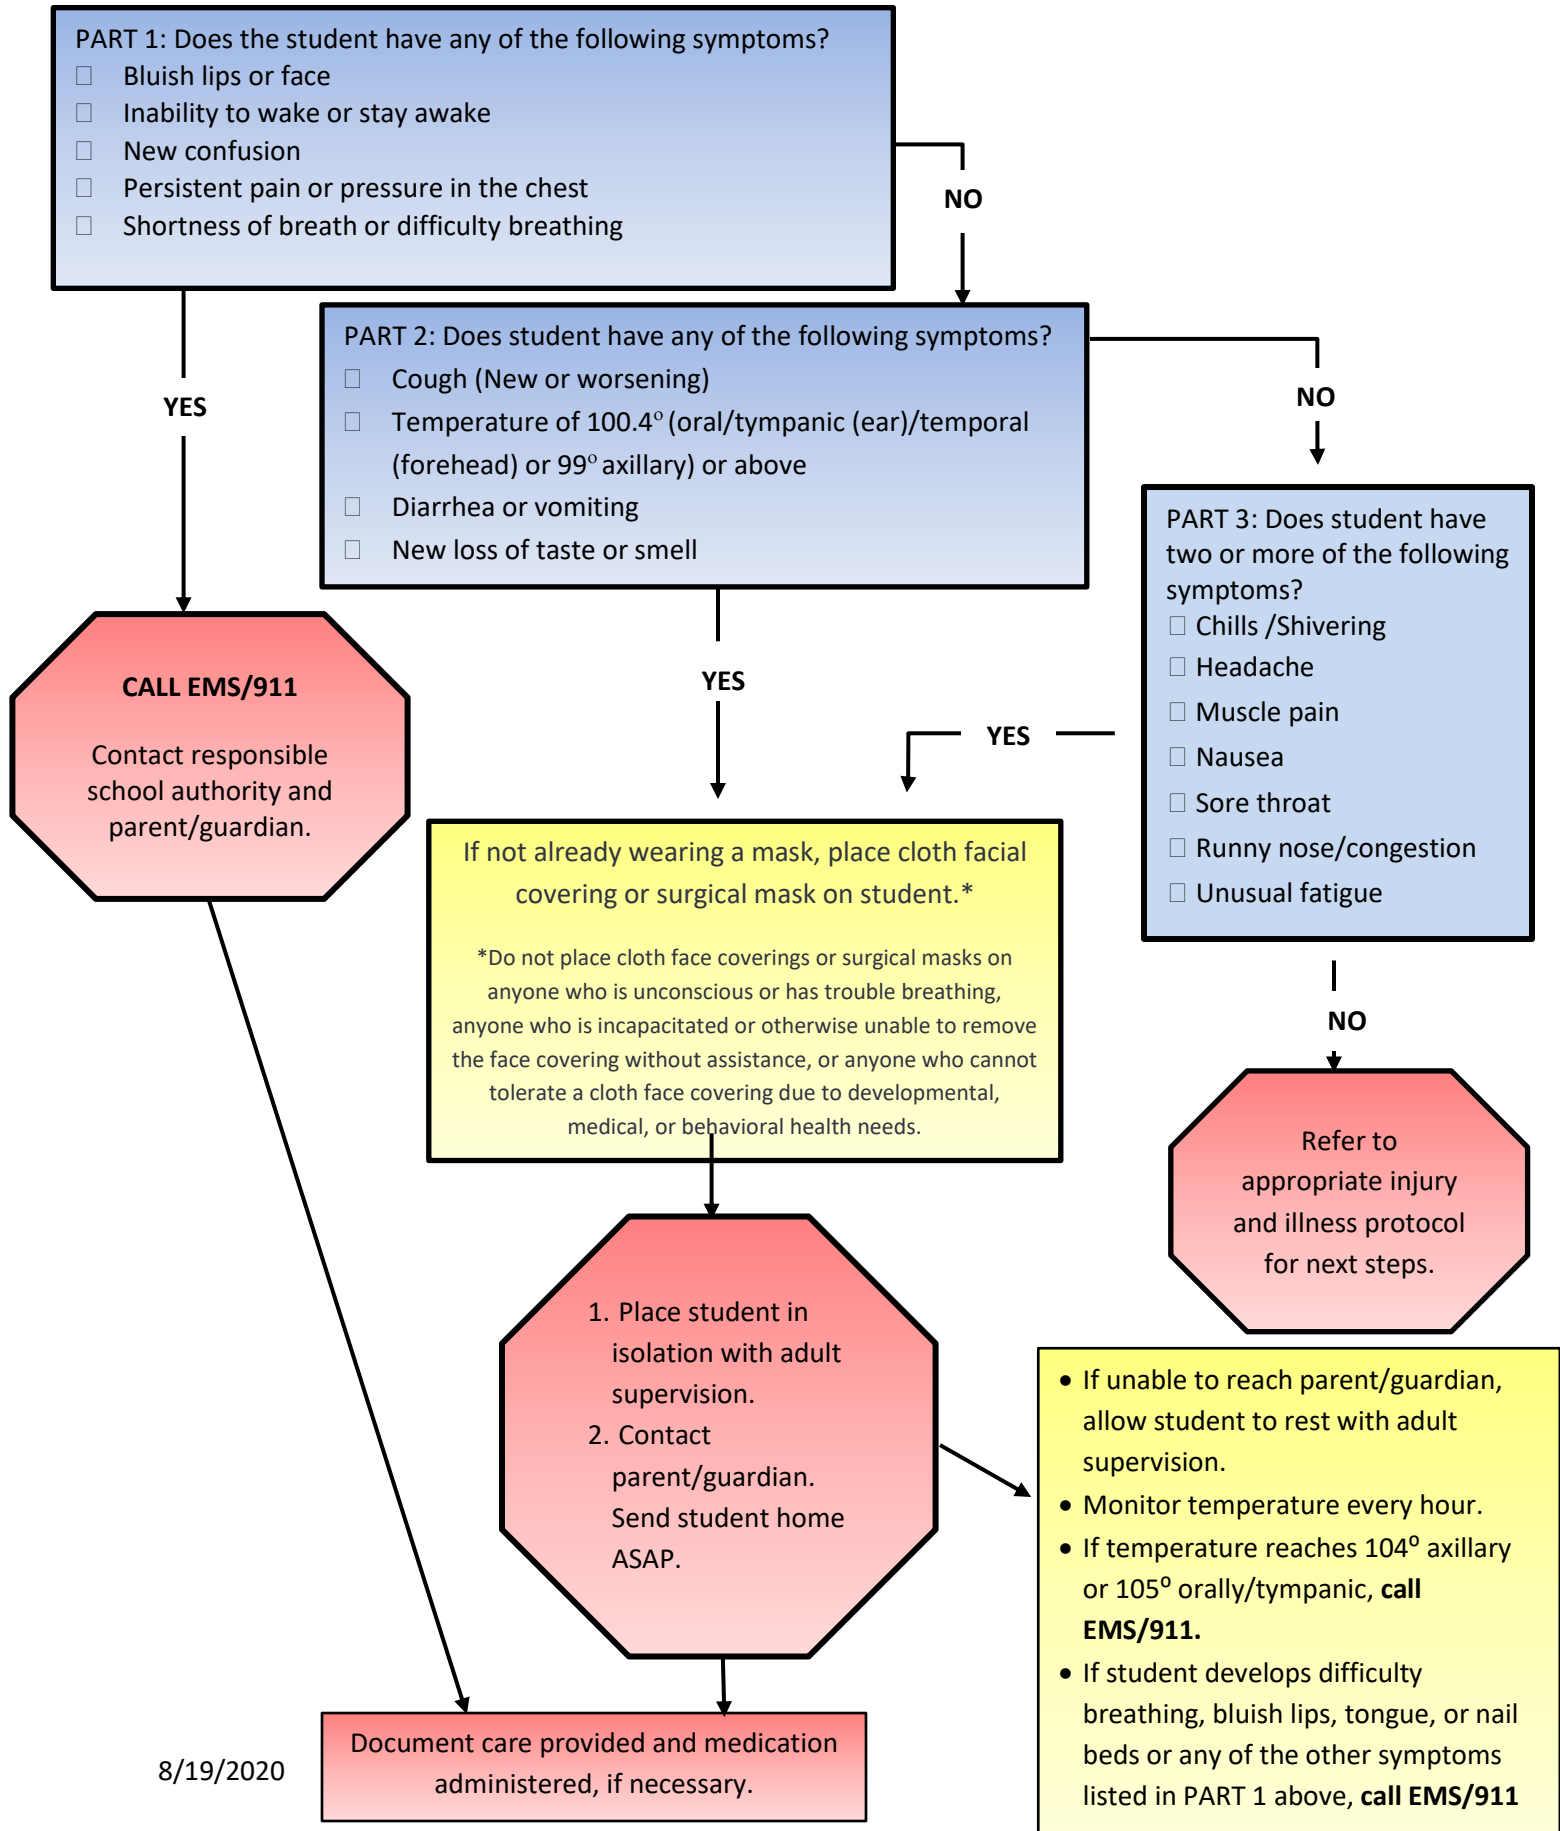 PART 1: Does the student have any of the following symptoms?
☐ Bluish lips or face
☐ Inability to wake or stay awake
☐ New confusion
☐ Persistent pain or pressure in the chest
☐ Shortness of breath or difficulty breathing
NO
YES
PART 2: Does student have any of the following symptoms?
☐ Cough (New or worsening)
☐ Temperature of 100.4° (oral/tympanic (ear)/temporal
(forehead) or 99° axillary) or above
☐ Diarrhea or vomiting
☐ New loss of taste or smell
NO
YES
PART 3: Does student have
two or more of the following
symptoms?
☐ Chills /Shivering
☐ Headache
☐ Muscle pain
☐ Nausea
☐ Sore throat
☐ Runny nose/congestion
☐ Unusual fatigue
YES
NO
CALL EMS/911
Contact responsible
school authority and
parent/guardian.
If not already wearing a mask, place cloth facial
covering or surgical mask on student.*
*Do not place cloth face coverings or surgical masks on
anyone who is unconscious or has trouble breathing,
anyone who is incapacitated or otherwise unable to remove
the face covering without assistance, or anyone who cannot
tolerate a cloth face covering due to developmental,
medical, or behavioral health needs.
Refer to
appropriate injury
and illness protocol
for next steps.
1. Place student in
isolation with adult
supervision.
2. Contact
parent/guardian.
Send student home
ASAP.
• If unable to reach parent/guardian,
allow student to rest with adult
supervision.
• Monitor temperature every hour.
• If temperature reaches 104⁰ axillary
or 105⁰ orally/tympanic, call
EMS/911.
• If student develops difficulty
breathing, bluish lips, tongue, or nail
beds or any of the other symptoms
listed in PART 1 above, call EMS/911
Document care provided and medication
administered, if necessary.
8/19/2020